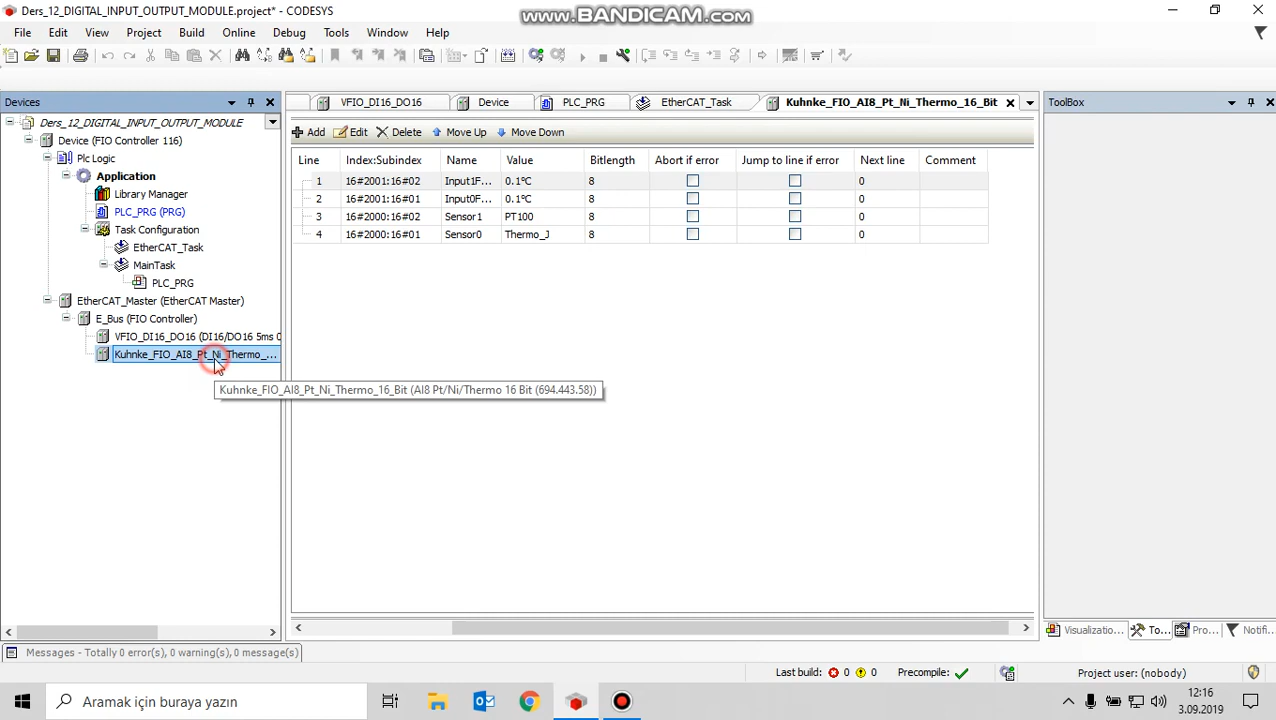 Ders_12_DIGITAL_INPUT_OUTPUT_MODULE.project* - CODESYS
www.BANDICAM.com
File Edit View Project Build Online Debug Tools Window Help
Devices
VFIO_DI16_DO16
Device
PLC_PRG
EtherCAT_Task
Kuhnke_FIO_AI8_Pt_Ni_Thermo_16_Bit
ToolBox
Ders_12_DIGITAL_INPUT_OUTPUT_MODULE
Device (FIO Controller 116)
Plc Logic
Application
Library Manager
PLC_PRG (PRG)
Task Configuration
EtherCAT_Task
MainTask
PLC_PRG
EtherCAT_Master (EtherCAT Master)
E_Bus (FIO Controller)
VFIO_DI16_DO16 (DI16/DO16 5ms 0
Kuhnke_FIO_AI8_Pt_Ni_Thermo_...
Kuhnke_FIO_AI8_Pt_Ni_Thermo_16_Bit (AI8 Pt/Ni/Thermo 16 Bit (694.443.58))
Add Edit Delete Move Up Move Down
Line Index:Subindex Name Value Bitlength Abort if error Jump to line if error Next line Comment
1 16#2001:16#02 Input1F... 0.1°C 8 0
2 16#2001:16#01 Input0F... 0.1°C 8 0
3 16#2000:16#02 Sensor1 PT100 8 0
4 16#2000:16#01 Sensor0 Thermo_J 8 0
Visualizatio... To... Pro... Notifi...
Messages - Totally 0 error(s), 0 warning(s), 0 message(s)
Last build: 0 0 Precompile: Project user: (nobody)
Aramak için buraya yazın
12:16
3.09.2019